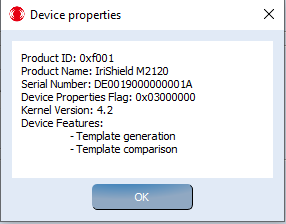 Device properties
Product ID: 0xf001
Product Name: IriShield M2120
Serial Number: DE0019000000001A
Device Properties Flag: 0x03000000
Kernel Version: 4.2
Device Features:
- Template generation
- Template comparison
OK